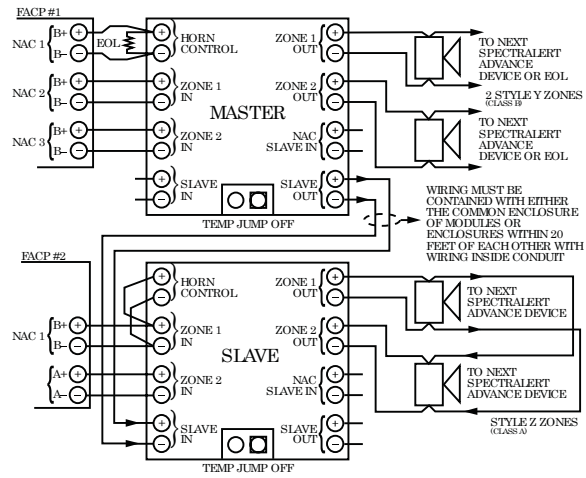 FACP #1
NAC 1
B+
B–
EOL
HORN
CONTROL
ZONE 1
OUT
TO NEXT
SPECTRALERT
ADVANCE
DEVICE OR EOL
NAC 2
B+
B–
ZONE 1
IN
ZONE 2
OUT
2 STYLE Y ZONES
(CLASS B)
MASTER
NAC 3
B+
B–
ZONE 2
IN
NAC
SLAVE IN
TO NEXT
SPECTRALERT
ADVANCE
DEVICE OR EOL
SLAVE
IN
SLAVE
OUT
TEMP JUMP OFF
WIRING MUST BE
CONTAINED WITH EITHER
THE COMMON ENCLOSURE
OF MODULES OR
ENCLOSURES WITHIN 20
FEET OF EACH OTHER WITH
WIRING INSIDE CONDUIT
FACP #2
HORN
CONTROL
ZONE 1
OUT
TO NEXT
SPECTRALERT
ADVANCE DEVICE
NAC 1
B+
B–
ZONE 1
IN
ZONE 2
OUT
SLAVE
A+
A–
ZONE 2
IN
NAC
SLAVE IN
TO NEXT
SPECTRALERT
ADVANCE DEVICE
SLAVE
IN
SLAVE
OUT
STYLE Z ZONES
(CLASS A)
TEMP JUMP OFF